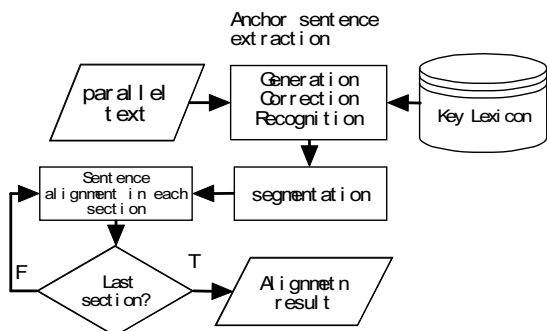 Anchor sentence
extraction
parallel
text
Generation
Correction
Recognition
Key Lexicon
Sentence
alignment in each
section
segmentation
F
Last
section?
T
Alignmetn
result